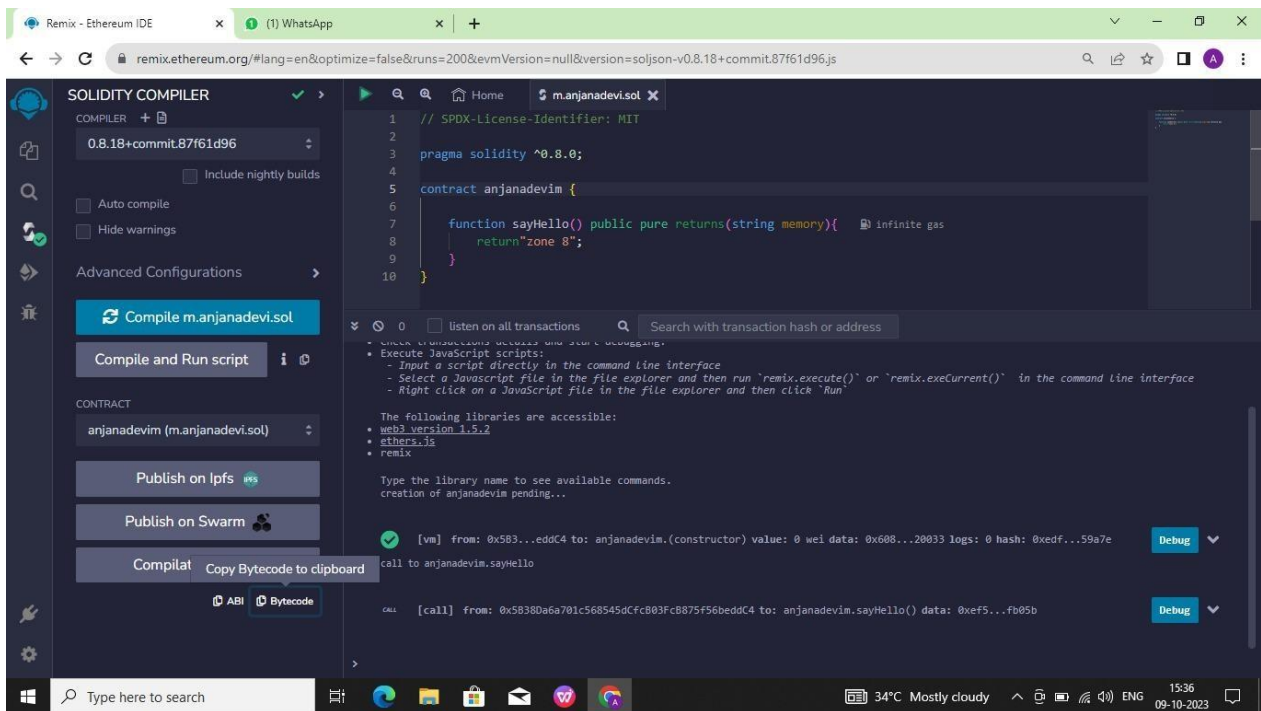 Remix - Ethereum IDE
1 (1) WhatsApp
remix.ethereum.org/#lang=en&optimize=false&runs=200&evmVersion=null&version=soljson-v0.8.18+commit.87f61d96.js
A
SOLIDITY COMPILER
COMPILER
0.8.18+commit.87f61d96
Include nightly builds
Auto compile
Hide warnings
Advanced Configurations
Compile m.anjanadevi.sol
Compile and Run script
CONTRACT
anjanadevim (m.anjanadevi.sol)
Publish on Ipfs IPFS
Publish on Swarm
Compilat
Copy Bytecode to clipboard
ABI Bytecode
Home m.anjanadevi.sol
1 // SPDX-License-Identifier: MIT
2
3 pragma solidity ^0.8.0;
4
5 contract anjanadevim {
6
7 function sayHello() public pure returns(string memory){ infinite gas
8 return"zone 8";
9 }
10 }
0 listen on all transactions Search with transaction hash or address
• Check transactions details and start debugging.
• Execute JavaScript scripts:
- Input a script directly in the command line interface
- Select a Javascript file in the file explorer and then run `remix.execute()` or `remix.exeCurrent()` in the command line interface
- Right click on a JavaScript file in the file explorer and then click `Run`
The following libraries are accessible:
• web3 version 1.5.2
• ethers.js
• remix
Type the library name to see available commands.
creation of anjanadevim pending...
[vm] from: 0x5B3...eddC4 to: anjanadevim.(constructor) value: 0 wei data: 0x608...20033 logs: 0 hash: 0xedf...59a7e Debug
call to anjanadevim.sayHello
CALL [call] from: 0x5B38Da6a701c568545dCfcB03FcB875f56beddC4 to: anjanadevim.sayHello() data: 0xef5...fb05b Debug
>
Type here to search
34°C Mostly cloudy
ENG
15:36
09-10-2023